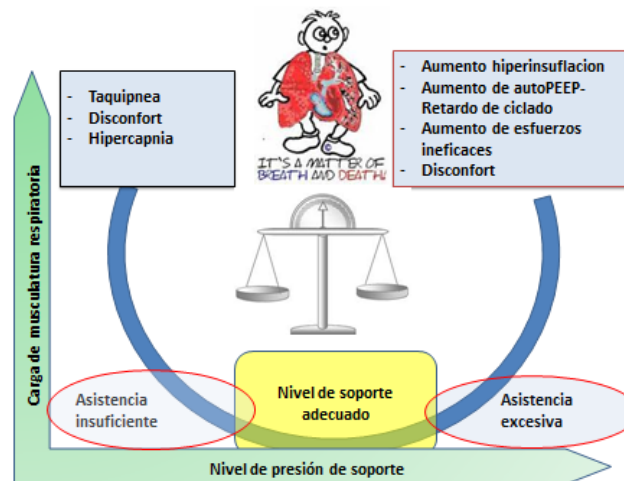 - Taquipnea
- Disconfort
- Hipercapnia
IT'S A MATTER OF
BREATH AND DEATH!
- Aumento hiperinsuflacion
- Aumento de autoPEEP-
Retardo de ciclado
- Aumento de esfuerzos
ineficaces
- Disconfort
Carga de musculatura respiratoria
Asistencia
insuficiente
Nivel de soporte
adecuado
Asistencia
excesiva
Nivel de presión de soporte